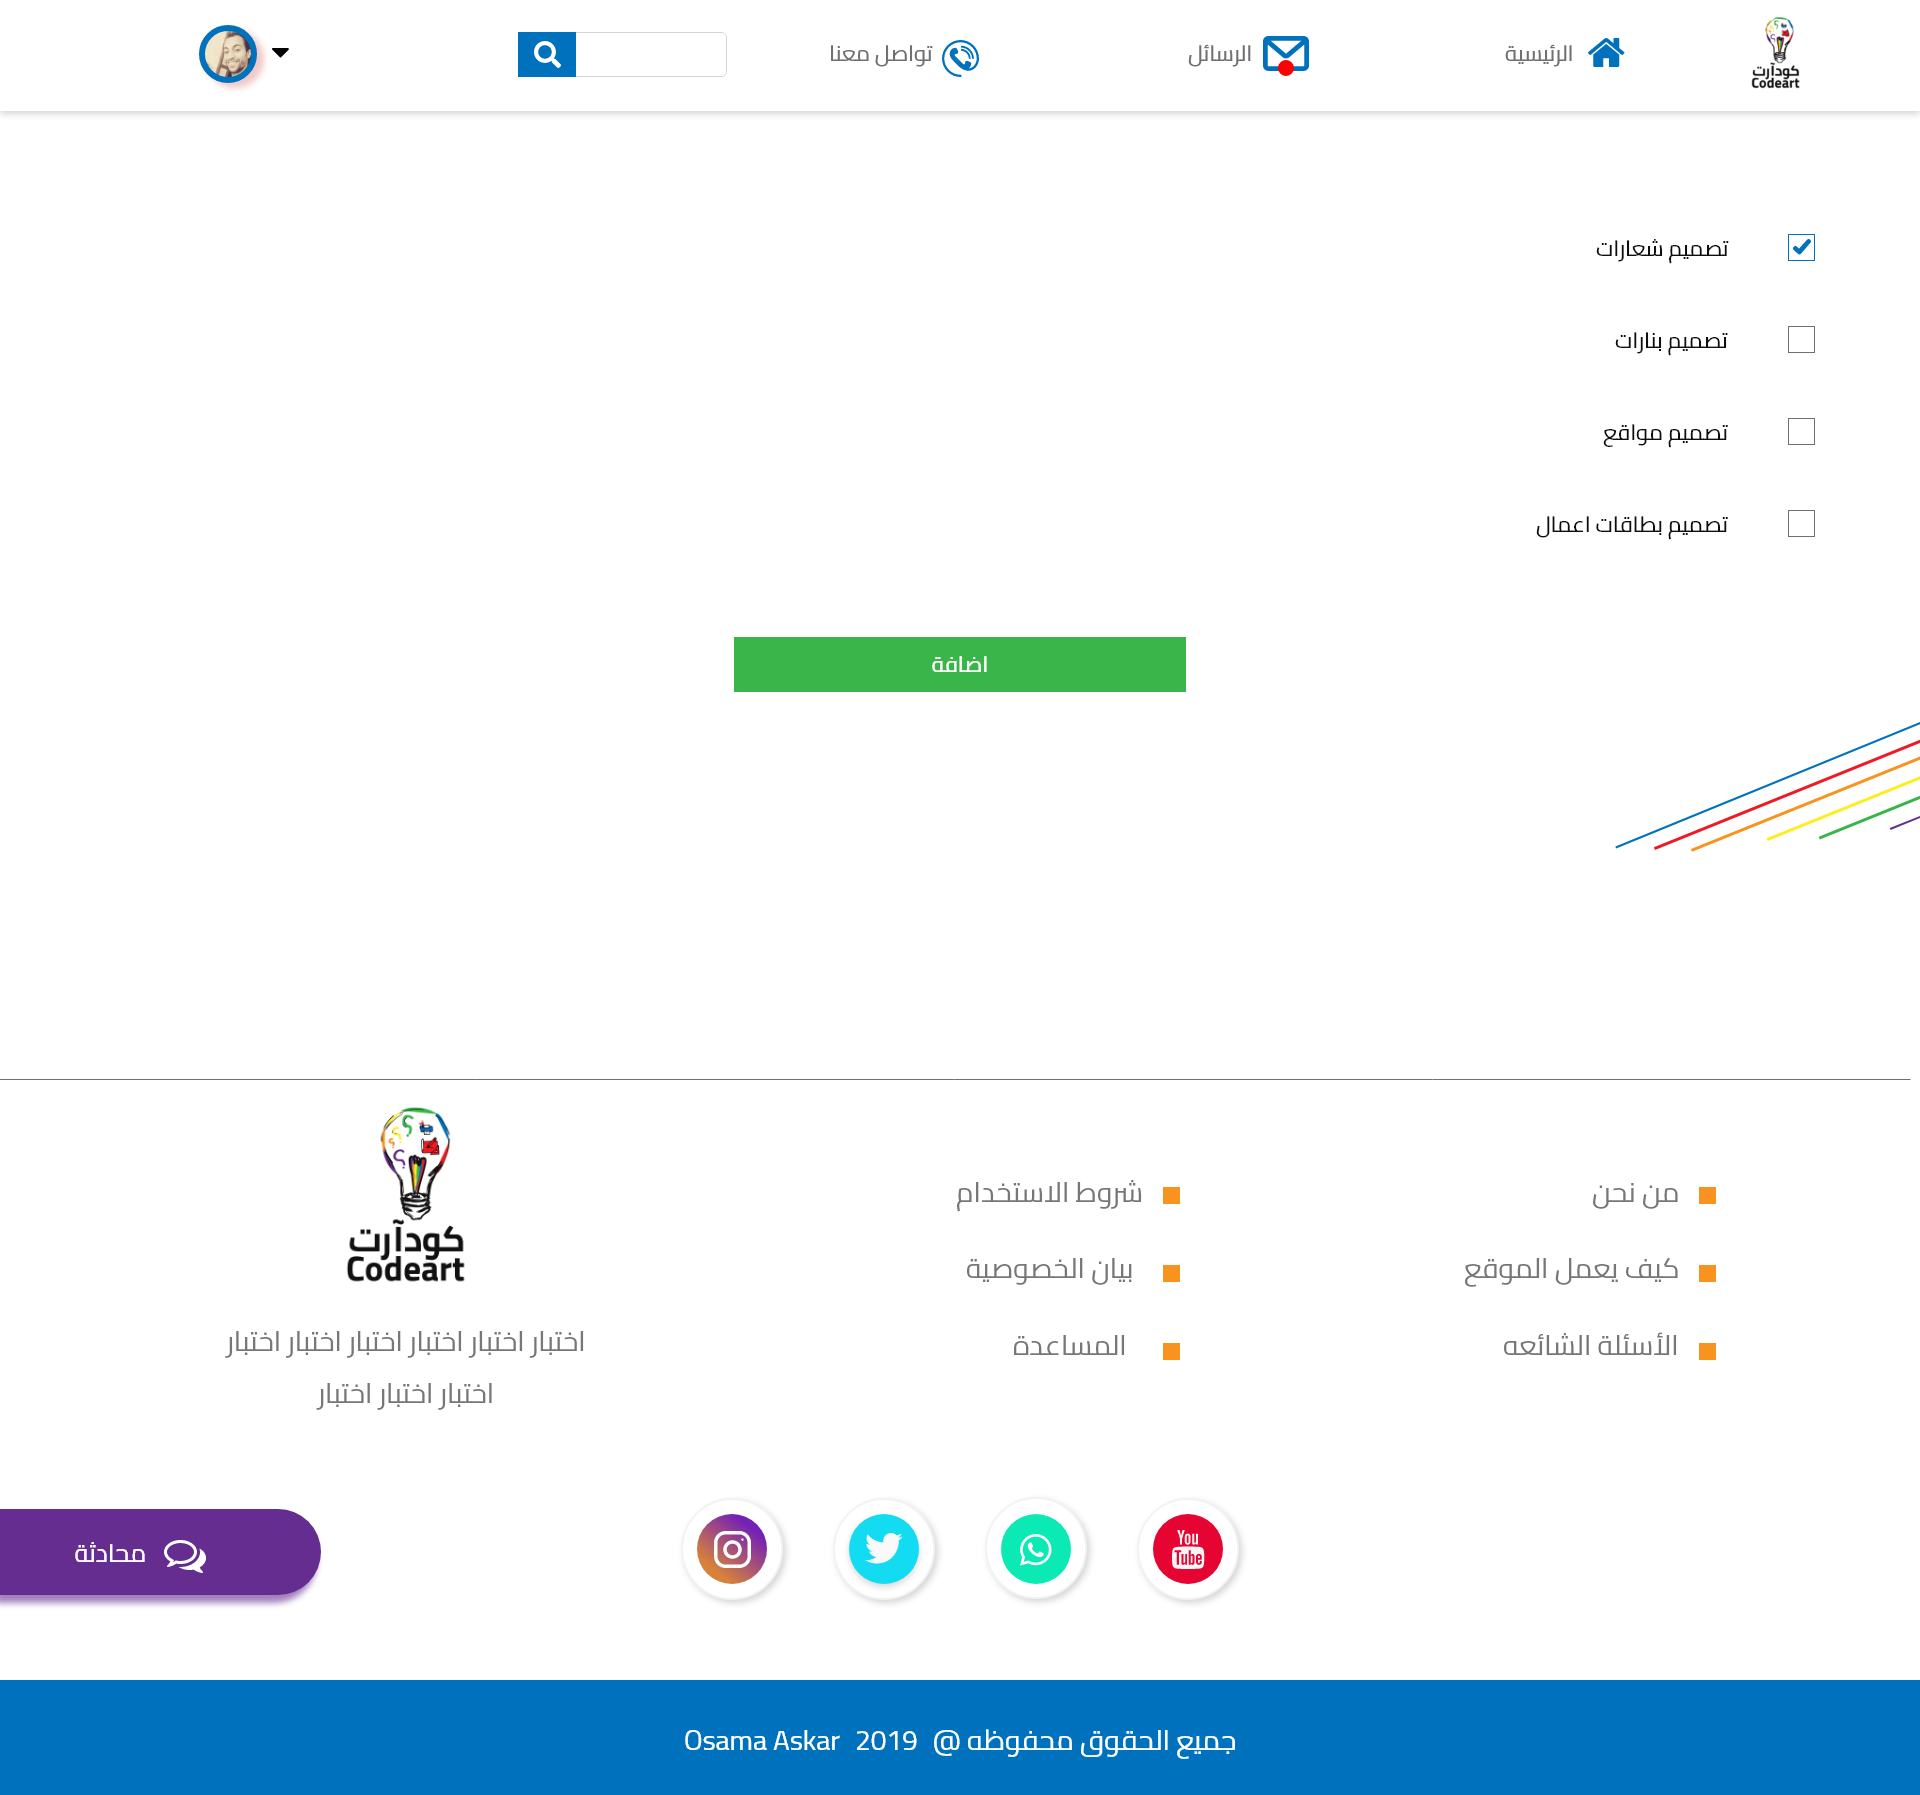 كودآرت
Codeart
الرئيسية
الرسائل
تواصل معنا
تصميم شعارات
تصميم بنارات
تصميم مواقع
تصميم بطاقات اعمال
اضافة
من نحن
كيف يعمل الموقع
الأسئلة الشائعه
شروط الاستخدام
بيان الخصوصية
المساعدة
كودآرت
Codeart
اختبار اختبار اختبار اختبار اختبار اختبار
اختبار اختبار اختبار
You
Tube
محادثة
جميع الحقوق محفوظه @ 2019 Osama Askar